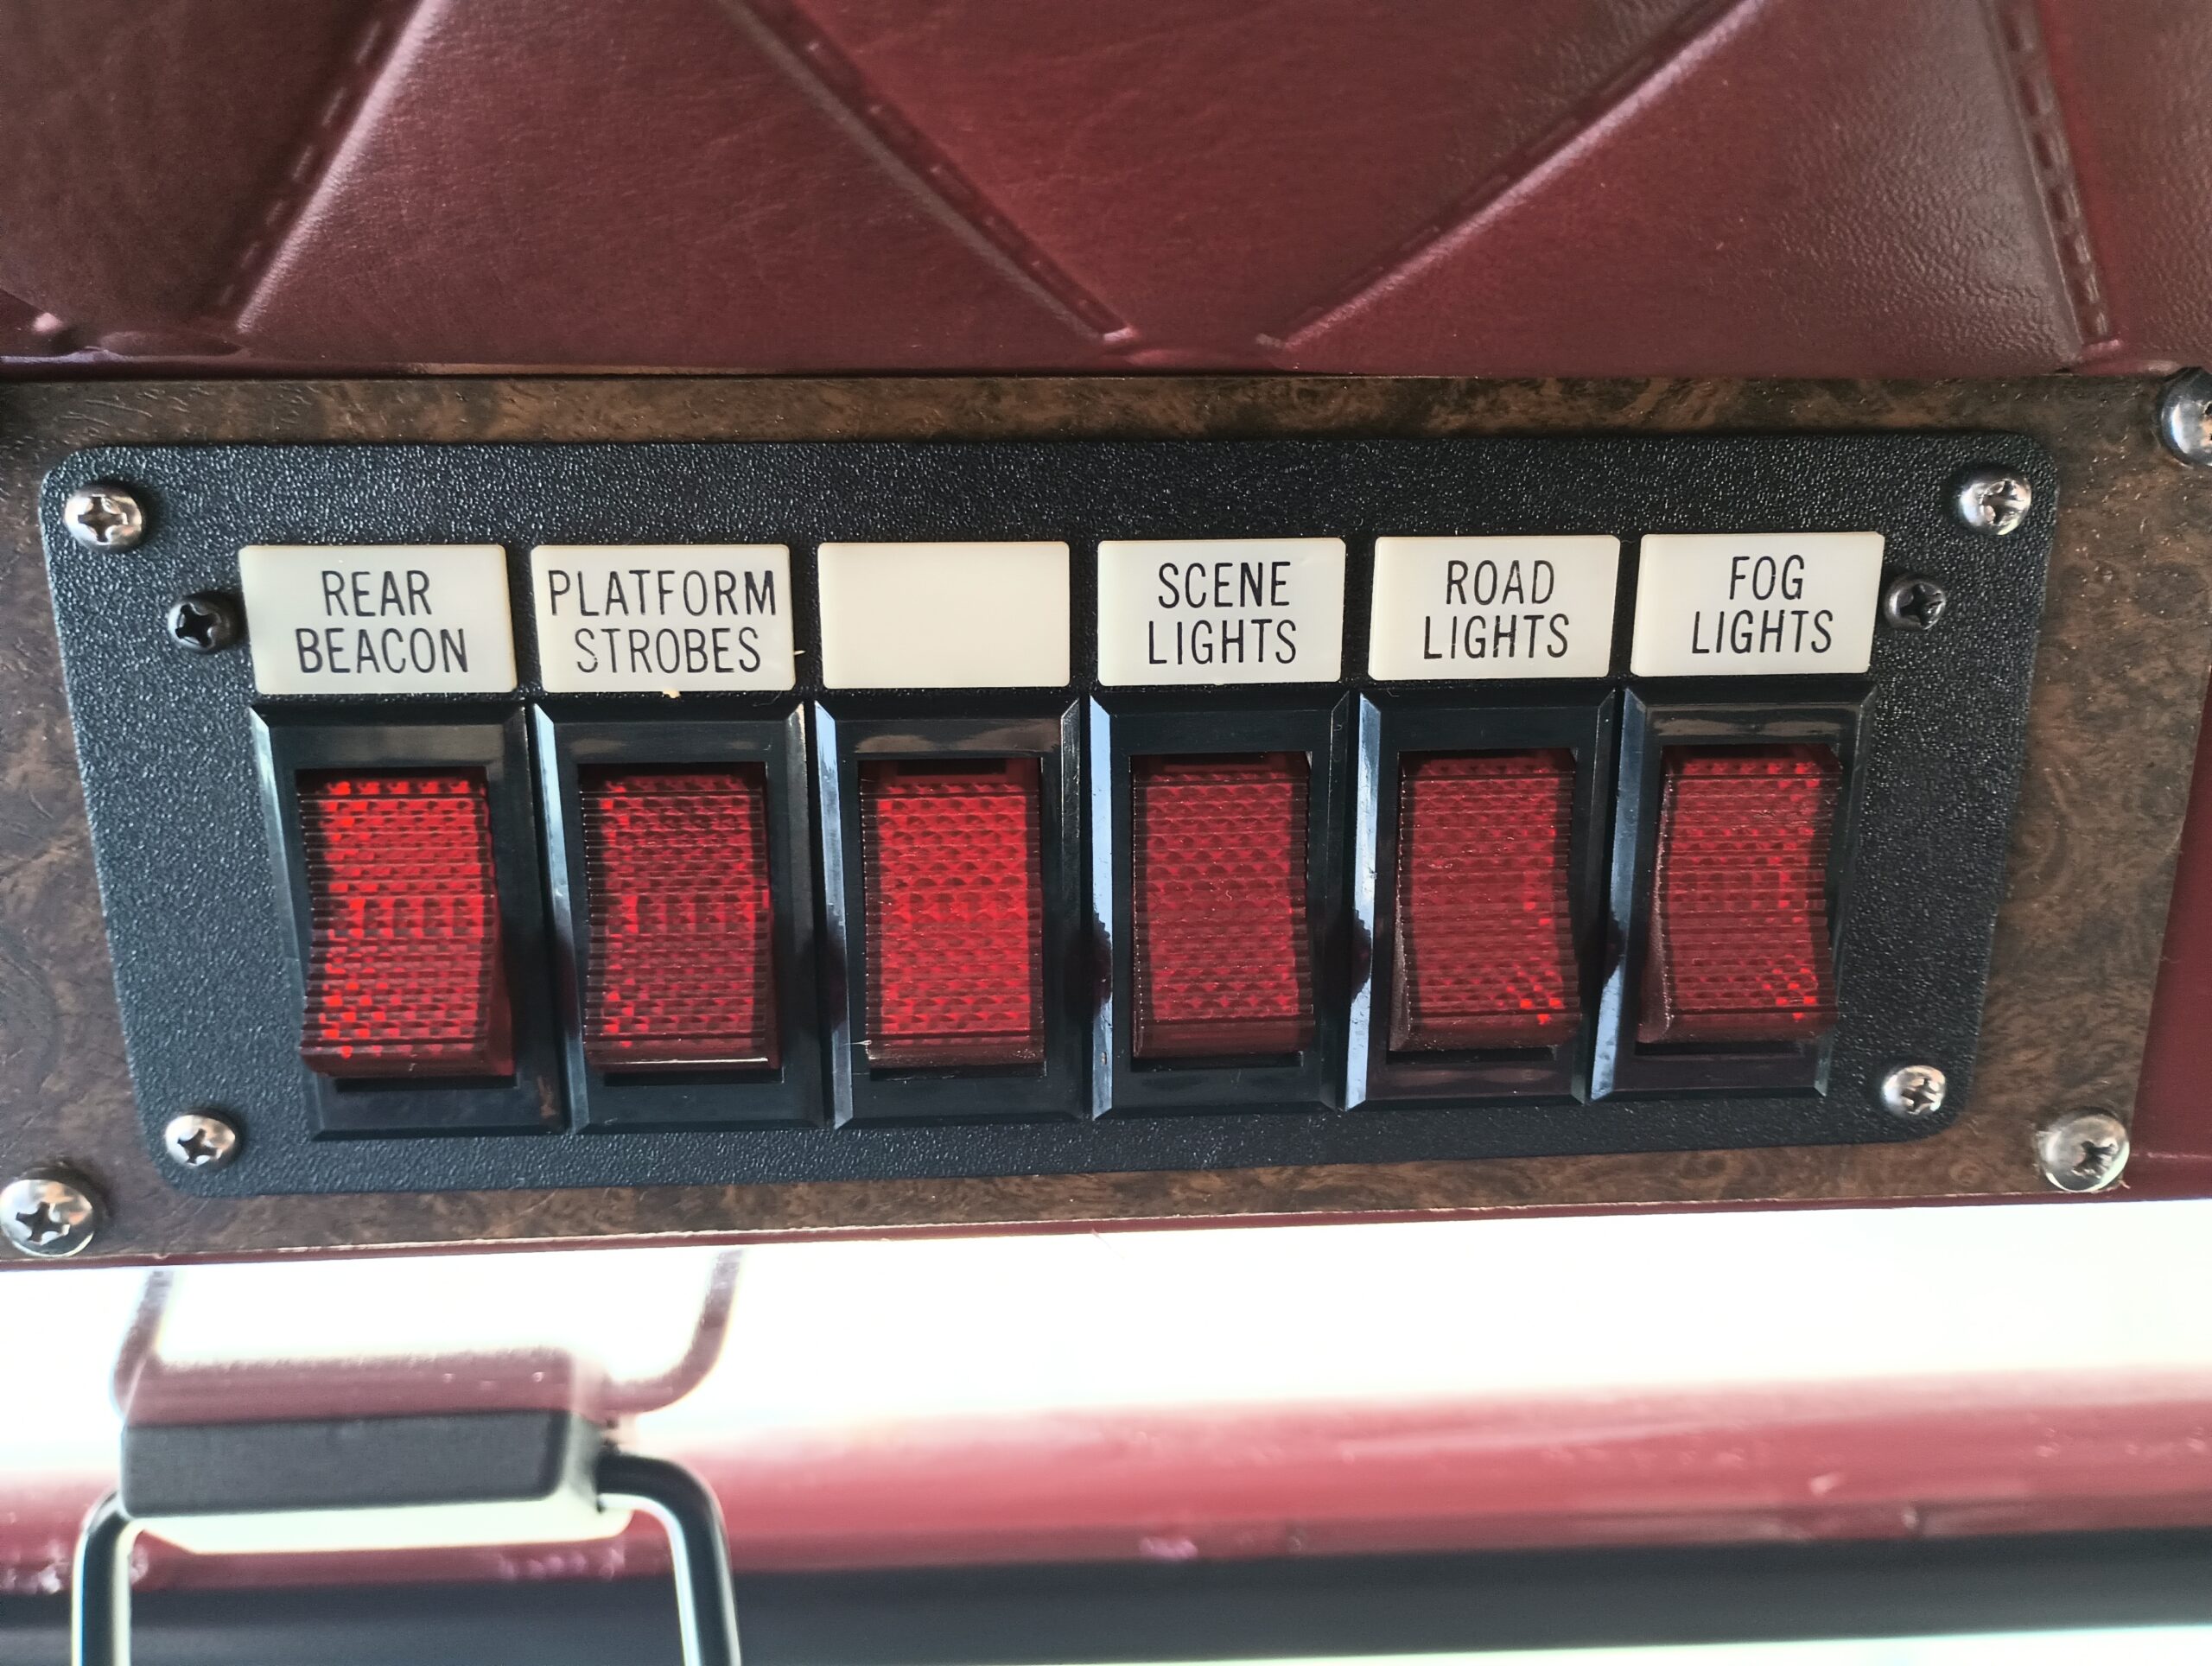 REAR
BEACON
PLATFORM
STROBES
SCENE
LIGHTS
ROAD
LIGHTS
FOG
LIGHTS